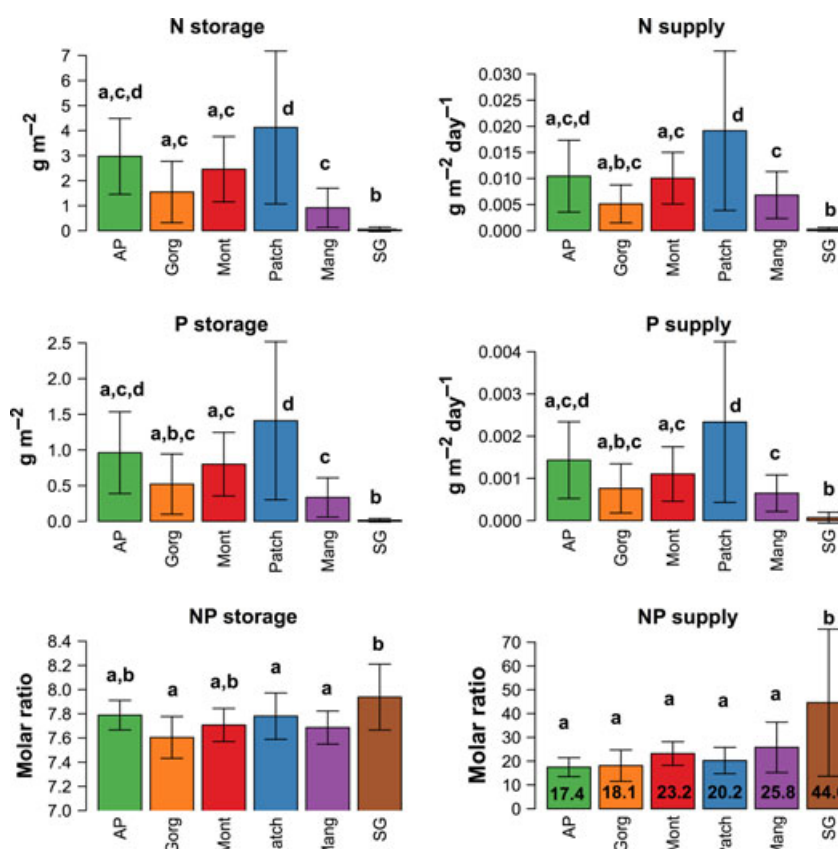 N storage
g m⁻²
7
6
5
4
3
2
1
0
a,c,d
a,c
a,c
d
c
b
AP
Gorg
Mont
Patch
Mang
SG
N supply
g m⁻² day⁻¹
0.030
0.025
0.020
0.015
0.010
0.005
0.000
a,c,d
a,b,c
a,c
d
c
b
AP
Gorg
Mont
Patch
Mang
SG
P storage
g m⁻²
2.5
2.0
1.5
1.0
0.5
0.0
a,c,d
a,b,c
a,c
d
c
b
AP
Gorg
Mont
Patch
Mang
SG
P supply
g m⁻² day⁻¹
0.004
0.003
0.002
0.001
0.000
a,c,d
a,b,c
a,c
d
c
b
AP
Gorg
Mont
Patch
Mang
SG
NP storage
Molar ratio
8.4
8.2
8.0
7.8
7.6
7.4
7.2
7.0
a,b
a
a,b
a
a
b
AP
Gorg
Mont
Patch
Mang
SG
NP supply
Molar ratio
70
60
50
40
30
20
10
0
a
a
a
a
a
b
17.4
18.1
23.2
20.2
25.8
AP
Gorg
Mont
Patch
Mang
SG